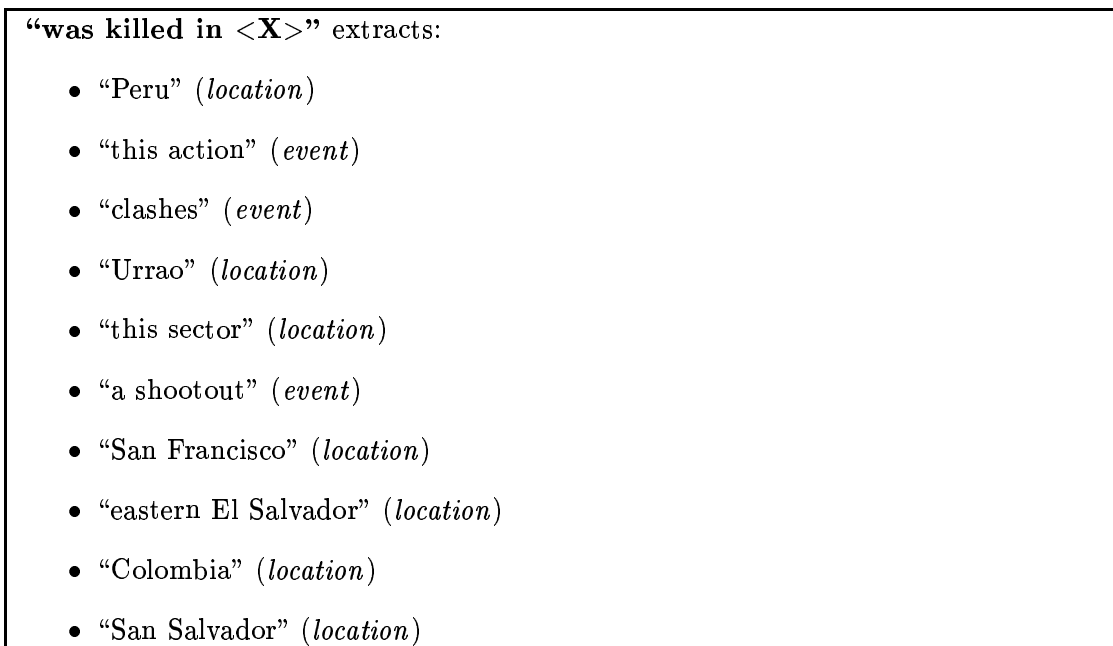 “was killed in <X>” extracts:
• “Peru” (location)
• “this action” (event)
• “clashes” (event)
• “Urrao” (location)
• “this sector” (location)
• “a shootout” (event)
• “San Francisco” (location)
• “eastern El Salvador” (location)
• “Colombia” (location)
• “San Salvador” (location)